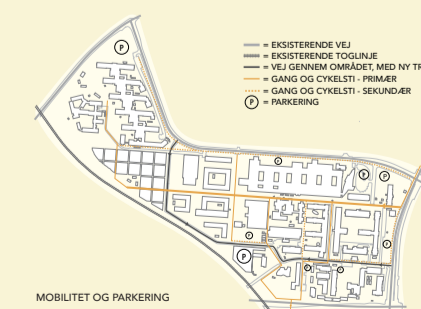 = EKSISTERENDE VEJ
= EKSISTERENDE TOGLINJE
= VEJ GENNEM OMRÅDET, MED NY TR
= GANG OG CYKELSTI - PRIMÆR
= GANG OG CYKELSTI - SEKUNDÆR
P = PARKERING
P
P
P
P
P
P
P
P
P
P
MOBILITET OG PARKERING